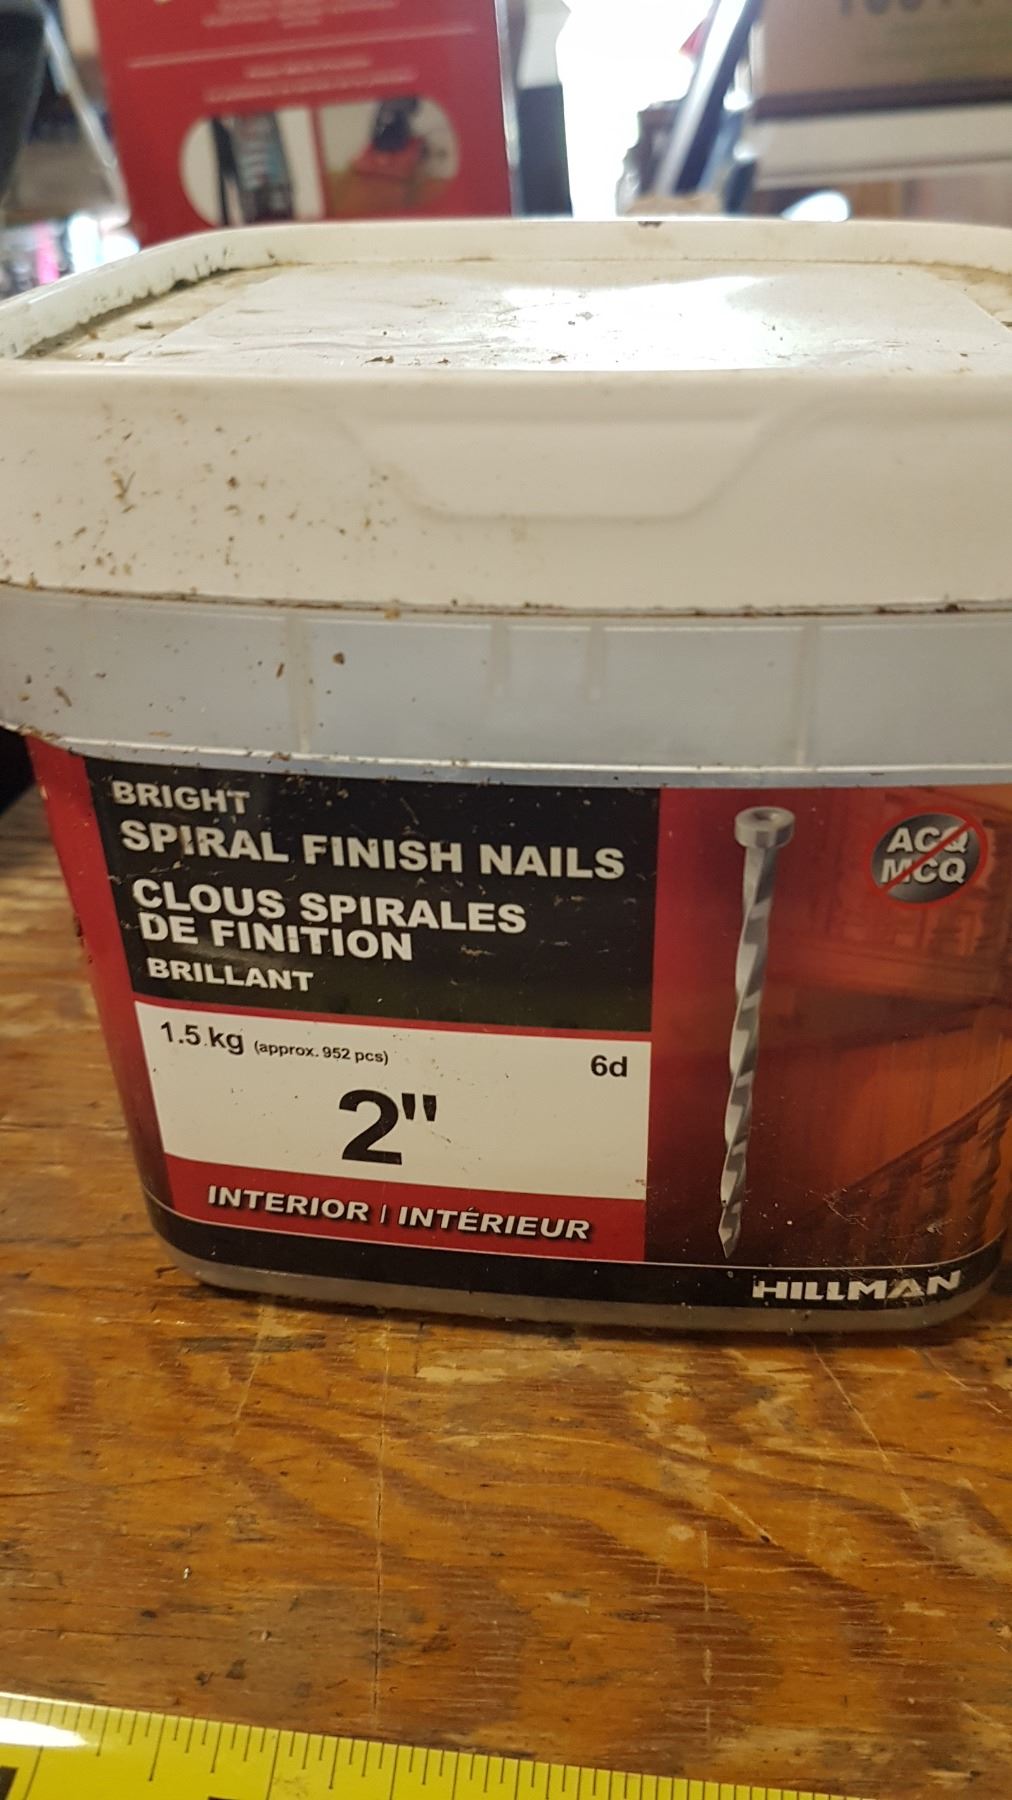 BRIGHT
SPIRAL FINISH NAILS
CLOUS SPIRALES
DE FINITION
BRILLANT
ACQ
MCQ
1.5 kg (approx. 952 pcs)
6d
2"
INTERIOR | INTÉRIEUR
HILLMAN